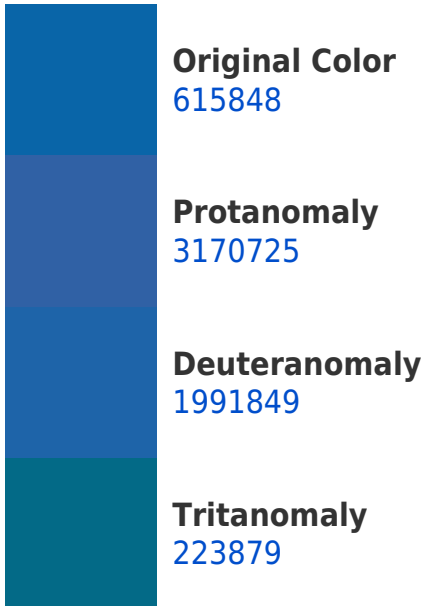 Original Color
615848
Protanomaly
3170725
Deuteranomaly
1991849
Tritanomaly
223879